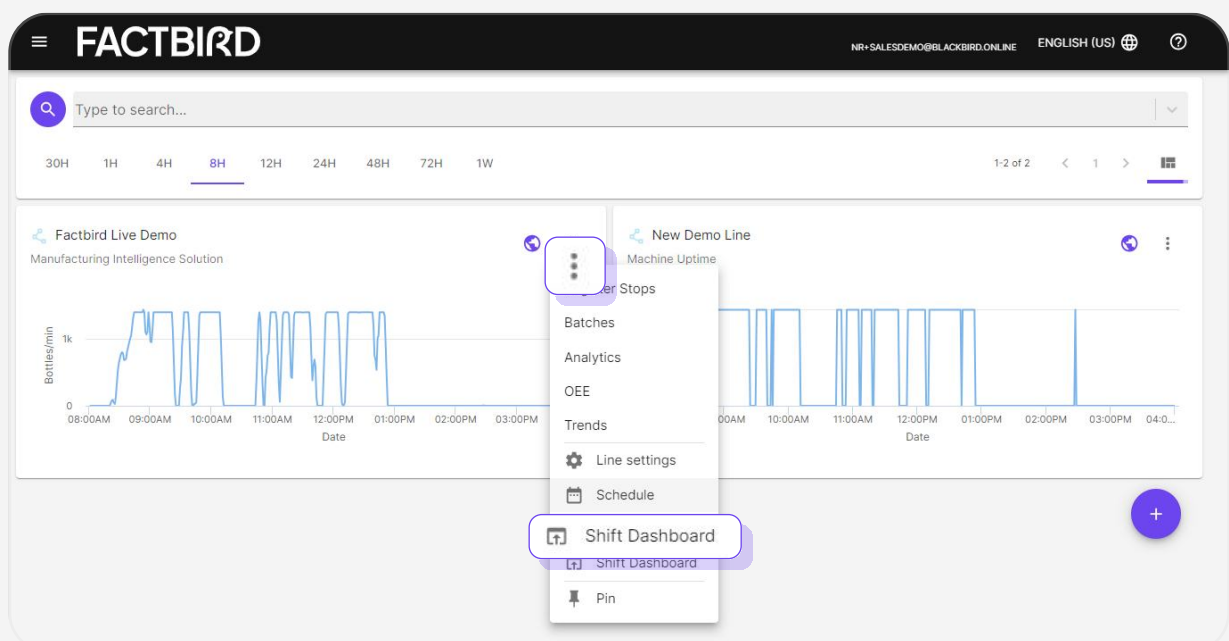 FACTBIRD
NR+SALESDEMO@BLACKBIRD.ONLINE
ENGLISH (US)
Type to search...
30H 1H 4H 8H 12H 24H 48H 72H 1W
1-2 of 2 1
Factbird Live Demo
Manufacturing Intelligence Solution
Bottles/min
1k
0
08:00AM 09:00AM 10:00AM 11:00AM 12:00PM 01:00PM 02:00PM 03:00PM
Date
New Demo Line
Machine Uptime
10:00AM 11:00AM 12:00PM 01:00PM 02:00PM 03:00PM 04:0...
Date
Stops
Batches
Analytics
OEE
Trends
Line settings
Schedule
Shift Dashboard
Shift Dashboard
Pin